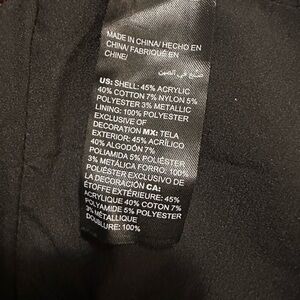 MADE IN CHINA/ HECHO EN
CHINA/ FABRIQUÉ EN
CHINE/
صنع في الصين
US: SHELL: 45% ACRYLIC
40% COTTON 7% NYLON 5%
POLYESTER 3% METALLIC
LINING: 100% POLYESTER
EXCLUSIVE OF
DECORATION MX: TELA
EXTERIOR: 45% ACRÍLICO
40% ALGODÓN 7%
POLIAMIDA 5% POLIÉSTER
3% METÁLICA FORRO: 100%
POLIÉSTER EXCLUSIVO DE
LA DECORACIÓN CA:
ÉTOFFE EXTÉRIEURE: 45%
ACRYLIQUE 40% COTON 7%
POLYAMIDE 5% POLYESTER
MÉTALLIQUE
DOUBLURE: 100%